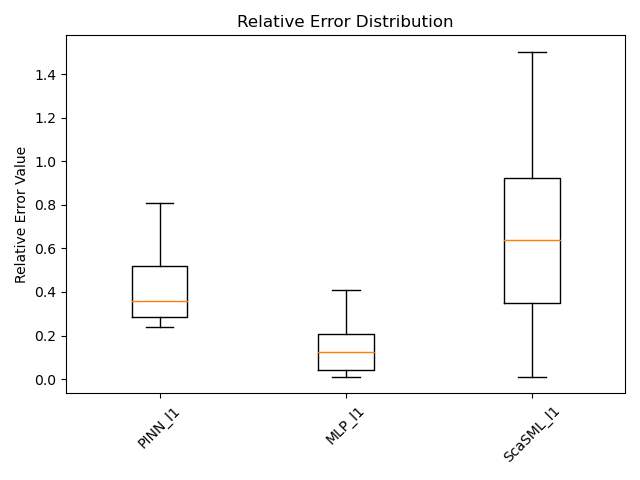 Relative Error Distribution
Relative Error Value
1.4
1.2
1.0
0.8
0.6
0.4
0.2
0.0
PINN_l1
MLP_l1
ScaSML_l1